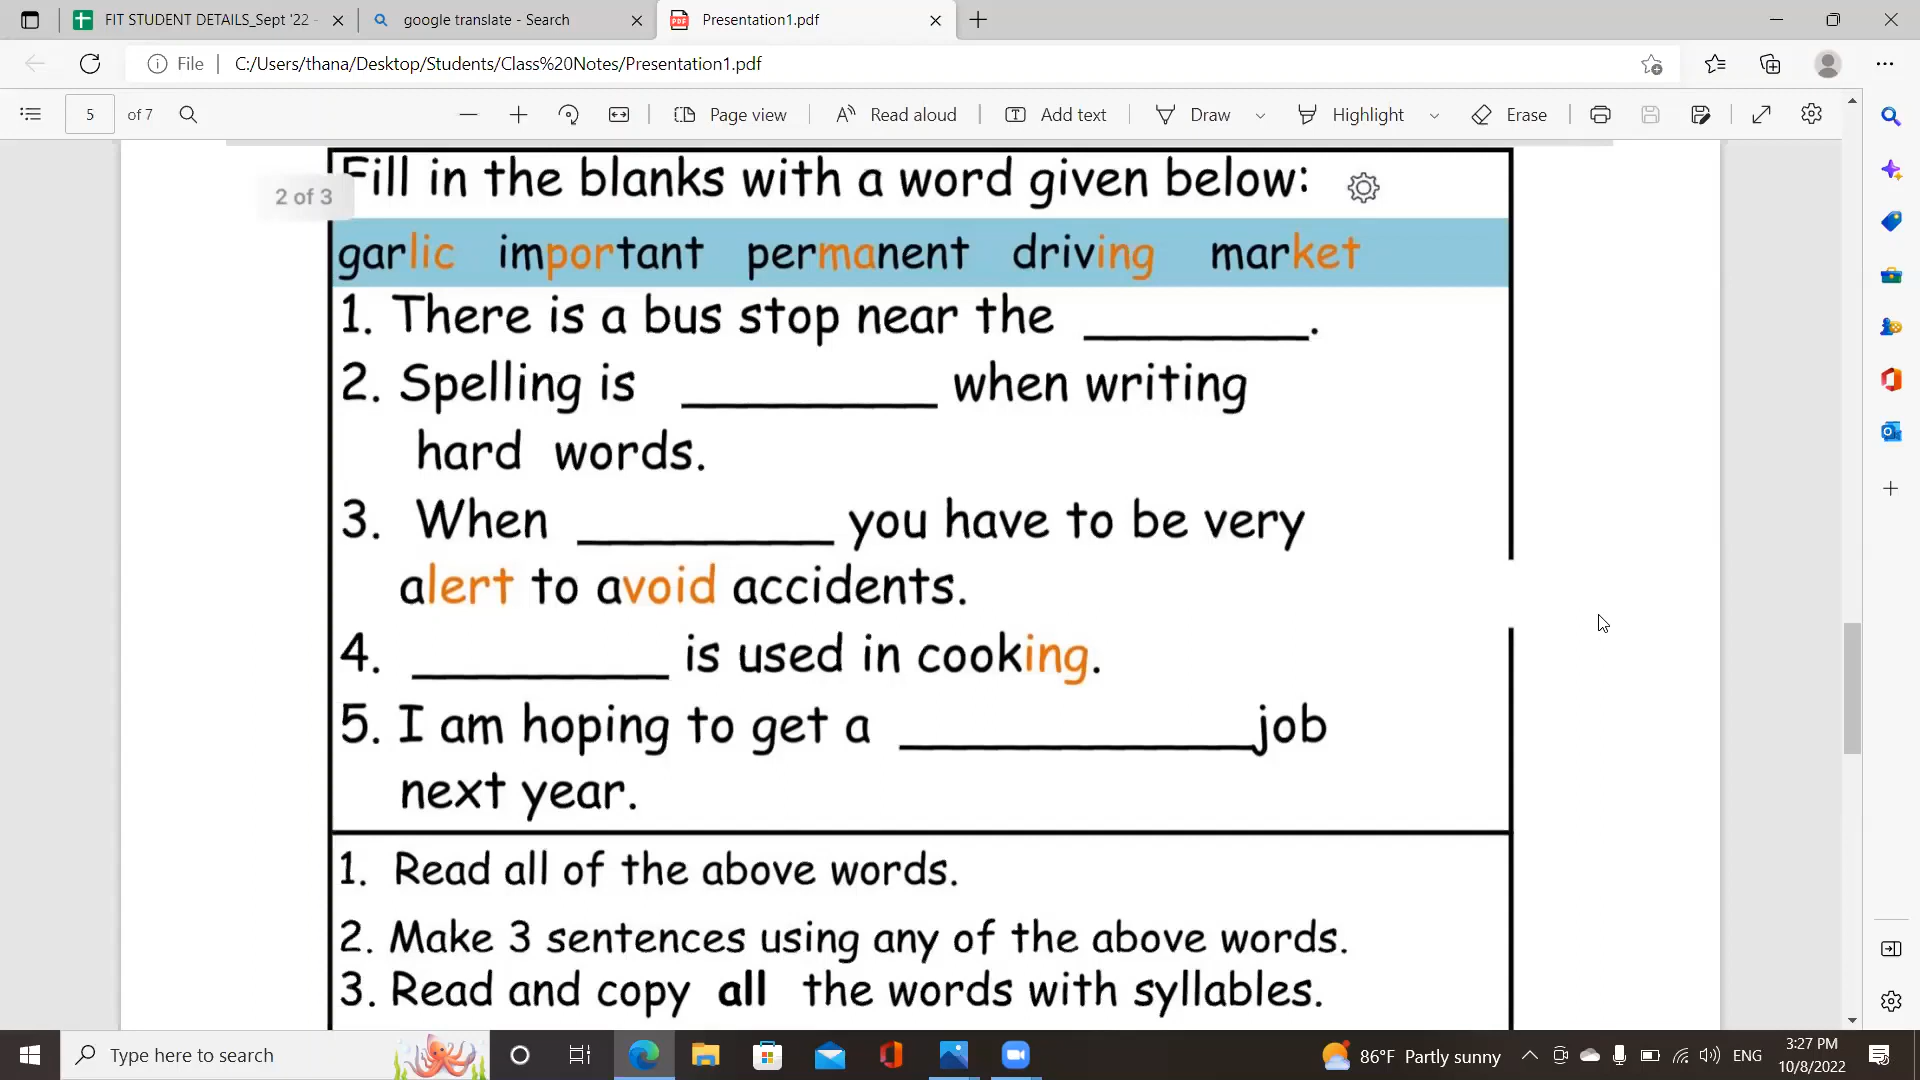 FIT STUDENT DETAILS_Sept '22 -
google translate - Search
Presentation1.pdf
File
C:/Users/thana/Desktop/Students/Class%20Notes/Presentation1.pdf
5 of 7
Page view
Read aloud
Add text
Draw
Highlight
Erase
2 of 3
Fill in the blanks with a word given below:
garlic important permanent driving market
1. There is a bus stop near the _________.
2. Spelling is __________ when writing
hard words.
3. When __________ you have to be very
alert to avoid accidents.
4. __________ is used in cooking.
5. I am hoping to get a ______________job
next year.
1. Read all of the above words.
2. Make 3 sentences using any of the above words.
3. Read and copy all the words with syllables.
Type here to search
86°F Partly sunny
ENG
3:27 PM
10/8/2022